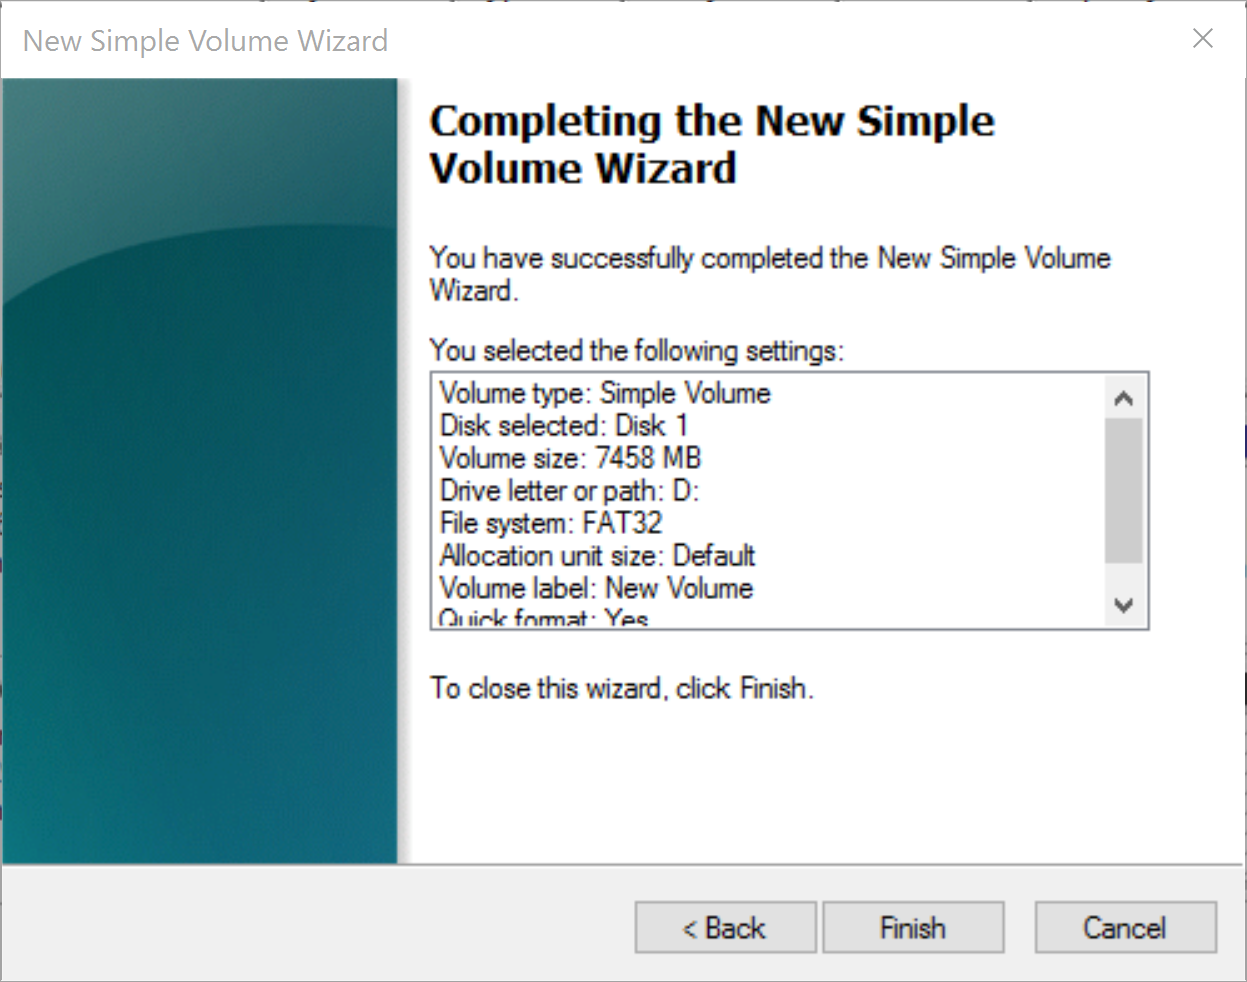 New Simple Volume Wizard
Completing the New Simple
Volume Wizard
You have successfully completed the New Simple Volume
Wizard.
You selected the following settings:
Volume type: Simple Volume
Disk selected: Disk 1
Volume size: 7458 MB
Drive letter or path: D:
File system: FAT32
Allocation unit size: Default
Volume label: New Volume
Quick format: Yes
To close this wizard, click Finish.
< Back
Finish
Cancel